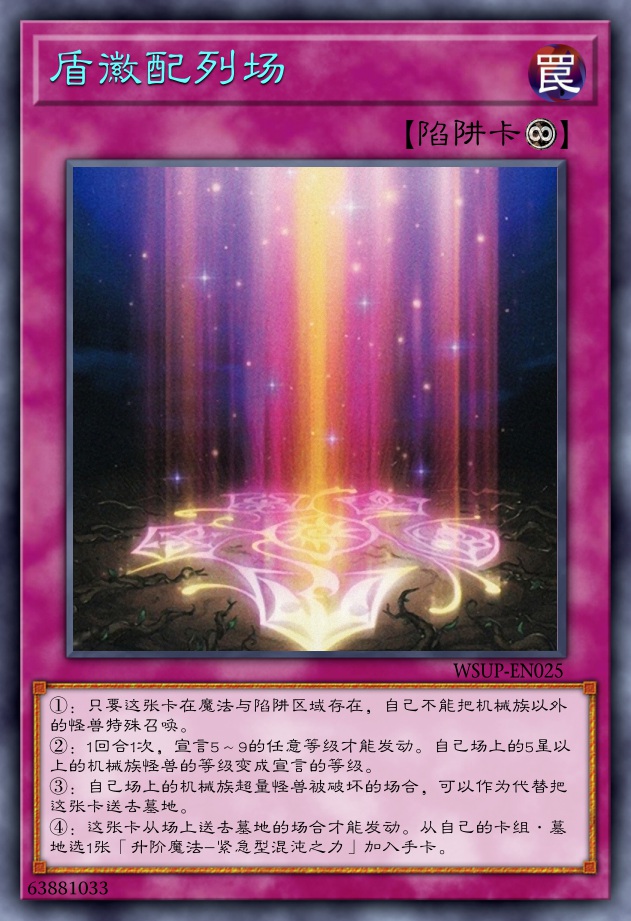 盾徽配列场
罠
【陷阱卡∞】
WSUP-EN025
①：只要这张卡在魔法与陷阱区域存在，自己不能把机械族以外
的怪兽特殊召唤。
②：1回合1次，宣言5～9的任意等级才能发动。自己场上的5星以
上的机械族怪兽的等级变成宣言的等级。
③：自己场上的机械族超量怪兽被破坏的场合，可以作为代替把
这张卡送去墓地。
④：这张卡从场上送去墓地的场合才能发动。从自己的卡组·墓
地选1张「升阶魔法-紧急型混沌之力」加入手卡。
63881033